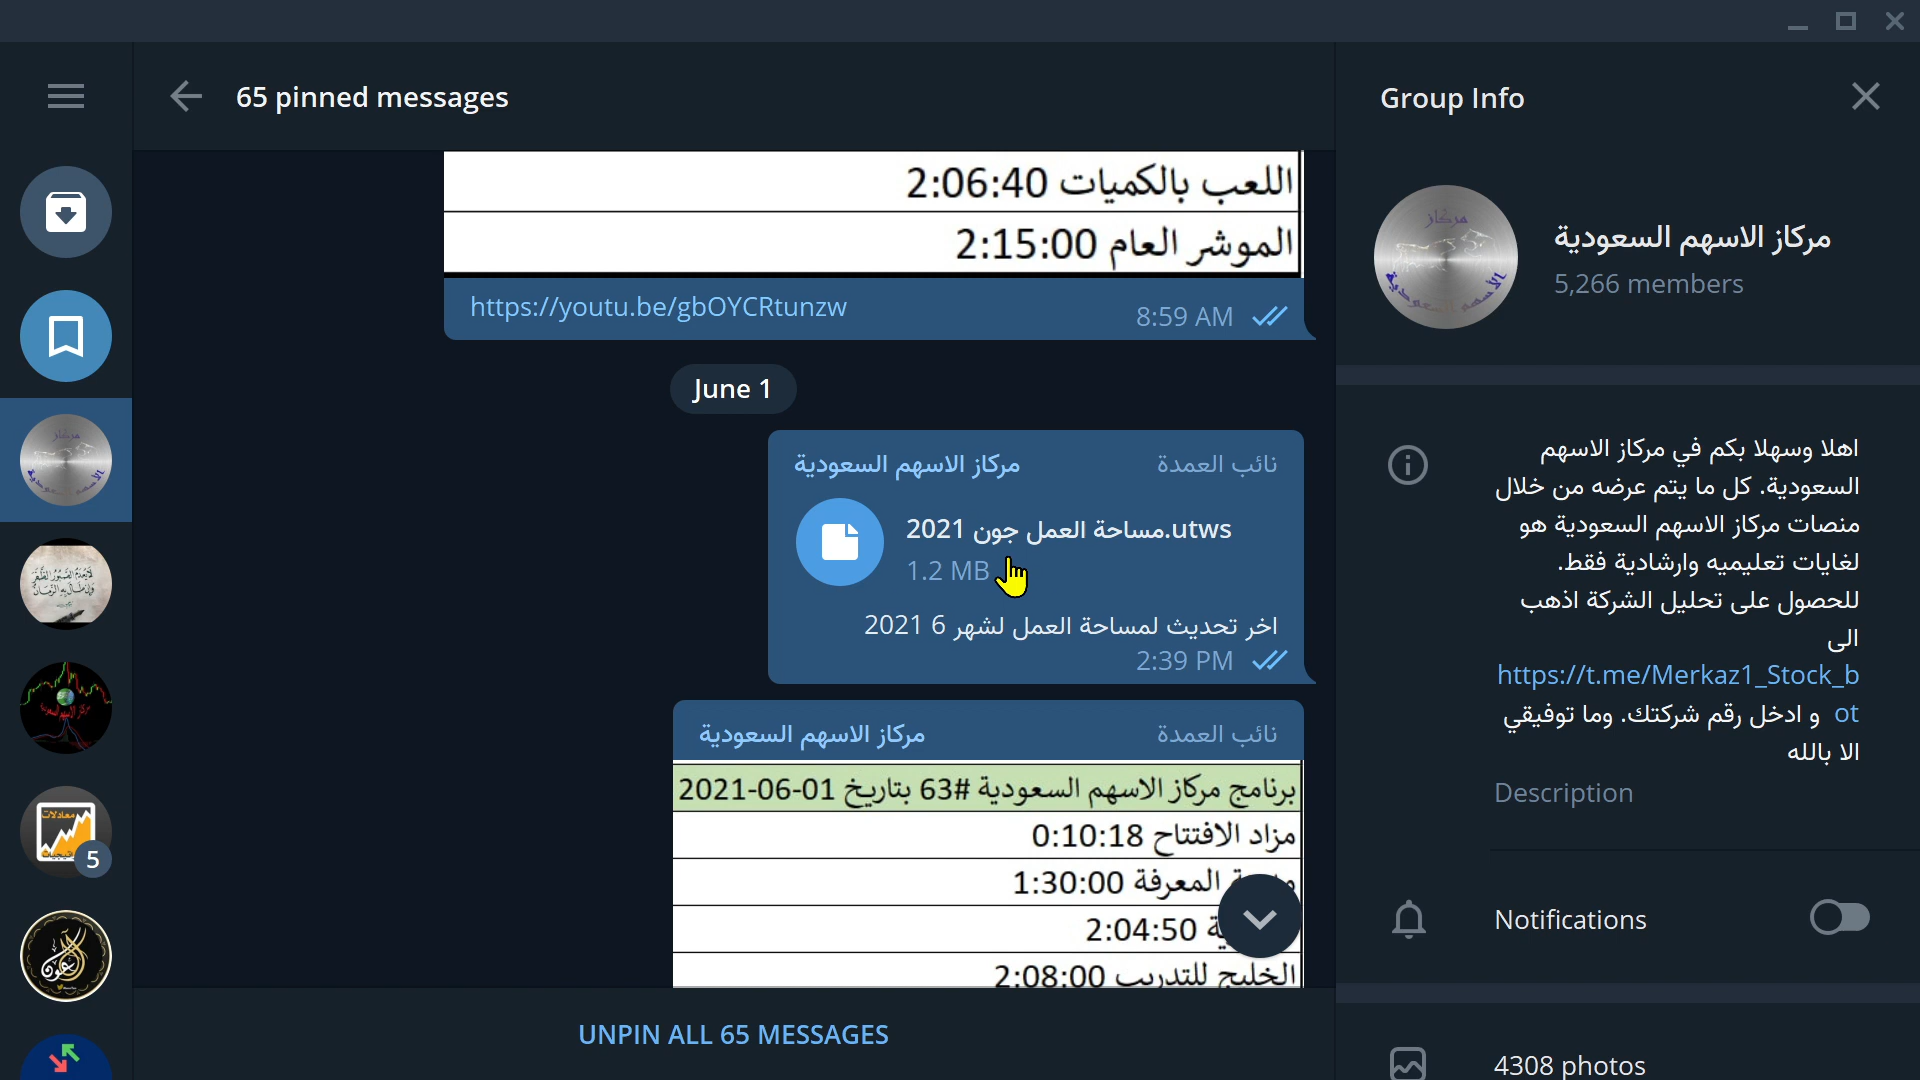 65 pinned messages
اللعب بالكميات 2:06:40
الموشر العام 2:15:00
https://youtu.be/gbOYCRtunzw
8:59 AM
June 1
مركاز الاسهم السعودية
نائب العمدة
مساحة العمل جون 2021.utws
1.2 MB
اخر تحديث لمساحة العمل لشهر 6 2021
2:39 PM
مركاز الاسهم السعودية
نائب العمدة
برنامج مركاز الاسهم السعودية #63 بتاريخ 01-06-2021
مزاد الافتتاح 0:10:18
المعرفة 1:30:00
2:04:50
الخليج للتدريب 2:08:00
UNPIN ALL 65 MESSAGES
5
Group Info
مركاز
الأسهم السعودية
مركاز الاسهم السعودية
5,266 members
اهلا وسهلا بكم في مركاز الاسهم
السعودية. كل ما يتم عرضه من خلال
منصات مركاز الاسهم السعودية هو
لغايات تعليميه وارشادية فقط.
للحصول على تحليل الشركة اذهب
الى
https://t.me/Merkaz1_Stock_b
ot و ادخل رقم شركتك. وما توفيقي
الا بالله
Description
Notifications
4308 photos